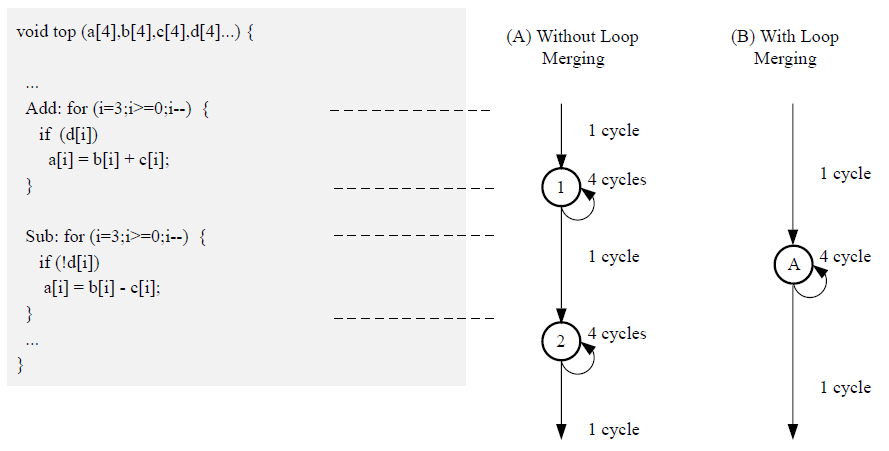 void top (a[4],b[4],c[4],d[4]...) {
...
Add: for (i=3;i>=0;i--) {
if (d[i])
a[i] = b[i] + c[i];
}
Sub: for (i=3;i>=0;i--) {
if (!d[i])
a[i] = b[i] - c[i];
}
...
}
(A) Without Loop
Merging
1 cycle
1
4 cycles
1 cycle
2
4 cycles
1 cycle
(B) With Loop
Merging
1 cycle
A
4 cycle
1 cycle